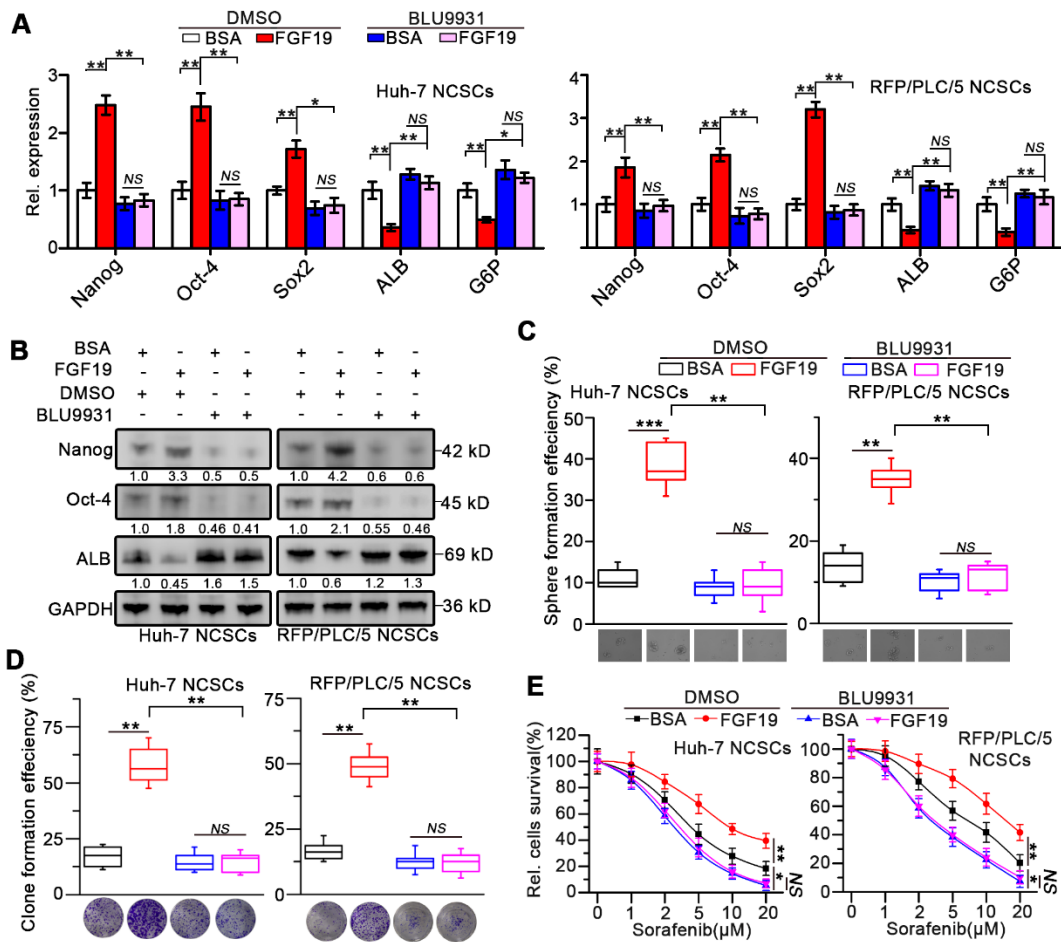 A
DMSO BLU9931
BSA FGF19 BSA FGF19
Huh-7 NCSCs
Rel. expression
3
2
1
0
** ** ** ** ** * ** ** ** *
NS NS NS NS NS
Nanog Oct-4 Sox2 ALB G6P
RFP/PLC/5 NCSCs
4
3
2
1
0
** ** ** ** ** ** ** ** ** **
NS NS NS NS NS
Nanog Oct-4 Sox2 ALB G6P
B
BSA + - + - + - + -
FGF19 - + - + - + - +
DMSO + + - - + + - -
BLU9931 - - + + - - + +
Nanog 42 kD
1.0 3.3 0.5 0.5 1.0 4.2 0.6 0.6
Oct-4 45 kD
1.0 1.8 0.46 0.41 1.0 2.1 0.55 0.46
ALB 69 kD
1.0 0.45 1.6 1.5 1.0 0.6 1.2 1.3
GAPDH 36 kD
Huh-7 NCSCs RFP/PLC/5 NCSCs
C
DMSO BLU9931
BSA FGF19 BSA FGF19
Huh-7 NCSCs RFP/PLC/5 NCSCs
Sphere formation effeciency (%)
50
40
30
20
10
0
*** ** NS
40
20
0
** ** NS
D
Huh-7 NCSCs RFP/PLC/5 NCSCs
Clone formation effeciency (%)
75
50
25
0
** ** NS
75
50
25
0
** ** NS
E
DMSO BLU9931
BSA FGF19 BSA FGF19
Huh-7 NCSCs
RFP/PLC/5
NCSCs
Rel. cells survival(%)
120
100
80
60
40
20
0
** * NS
0 1 2 5 10 20
Sorafenib(µM)
100
80
60
40
20
0
** * NS
0 1 2 5 10 20
Sorafenib(µM)